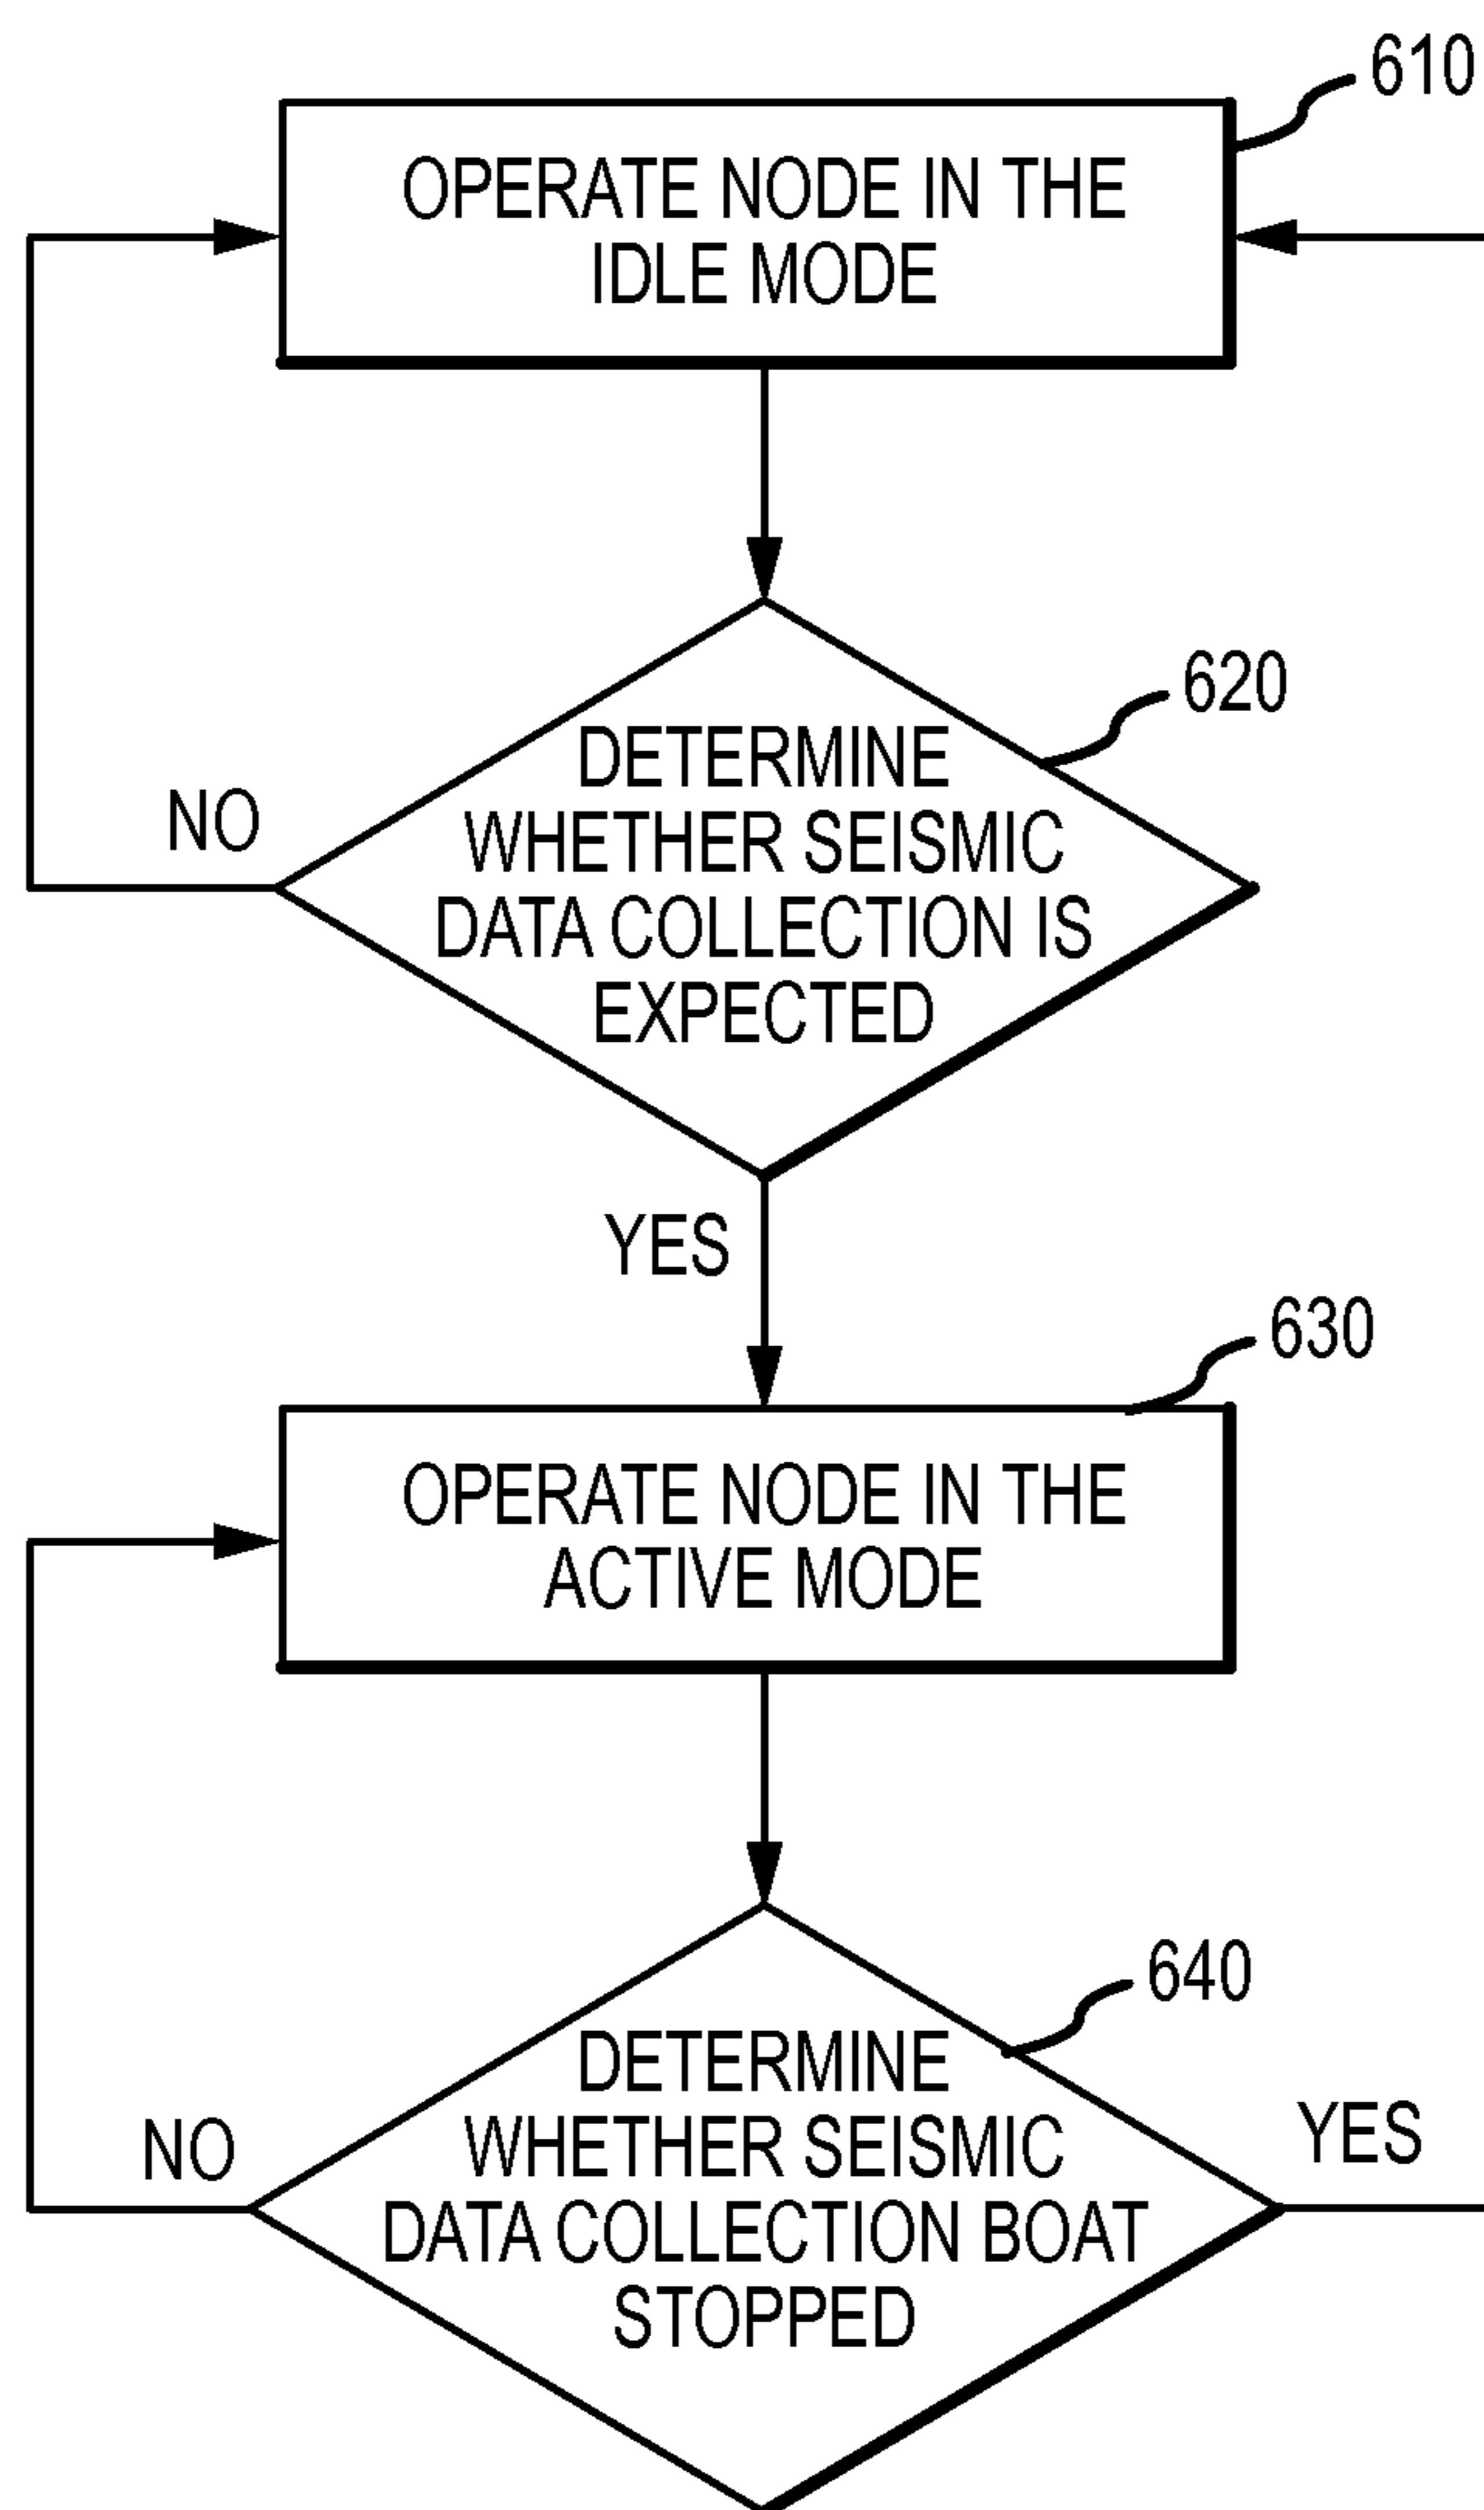 610
OPERATE NODE IN THE
IDLE MODE
620
DETERMINE
WHETHER SEISMIC
DATA COLLECTION IS
EXPECTED
NO
YES
630
OPERATE NODE IN THE
ACTIVE MODE
640
DETERMINE
WHETHER SEISMIC
DATA COLLECTION BOAT
STOPPED
NO
YES